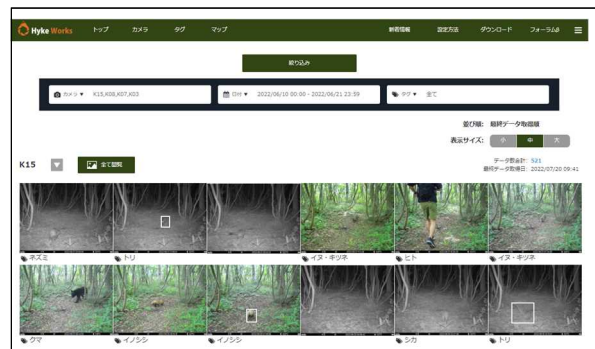 Hyke Works トップ カメラ タグ マップ 新着情報 設定方法 ダウンロード フォーラムβ
絞り込み
カメラ ▼ K15,K08,K07,K03 日付 ▼ 2022/06/10 00:00 - 2022/06/21 23:59 タグ ▼ 全て
並び順: 最終データ取得順
表示サイズ: 小 中 大
K15 ▼ 全て閲覧
データ数合計: 521
最終データ取得日: 2022/07/20 09:41
ネズミ トリ イヌ・キツネ ヒト イヌ・キツネ
クマ イノシシ イノシシ シカ トリ